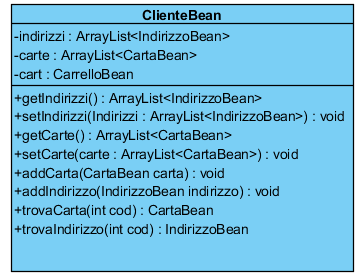 ClienteBean
-indirizzi : ArrayList<IndirizzoBean>
-carte : ArrayList<CartaBean>
-cart : CarrelloBean
+getIndirizzi() : ArrayList<IndirizzoBean>
+setIndirizzi(Indirizzi : ArrayList<IndirizzoBean>) : void
+getCarte() : ArrayList<CartaBean>
+setCarte(carte : ArrayList<CartaBean>) : void
+addCarta(CartaBean carta) : void
+addIndirizzo(IndirizzoBean indirizzo) : void
+trovaCarta(int cod) : CartaBean
+trovaIndirizzo(int cod) : IndirizzoBean